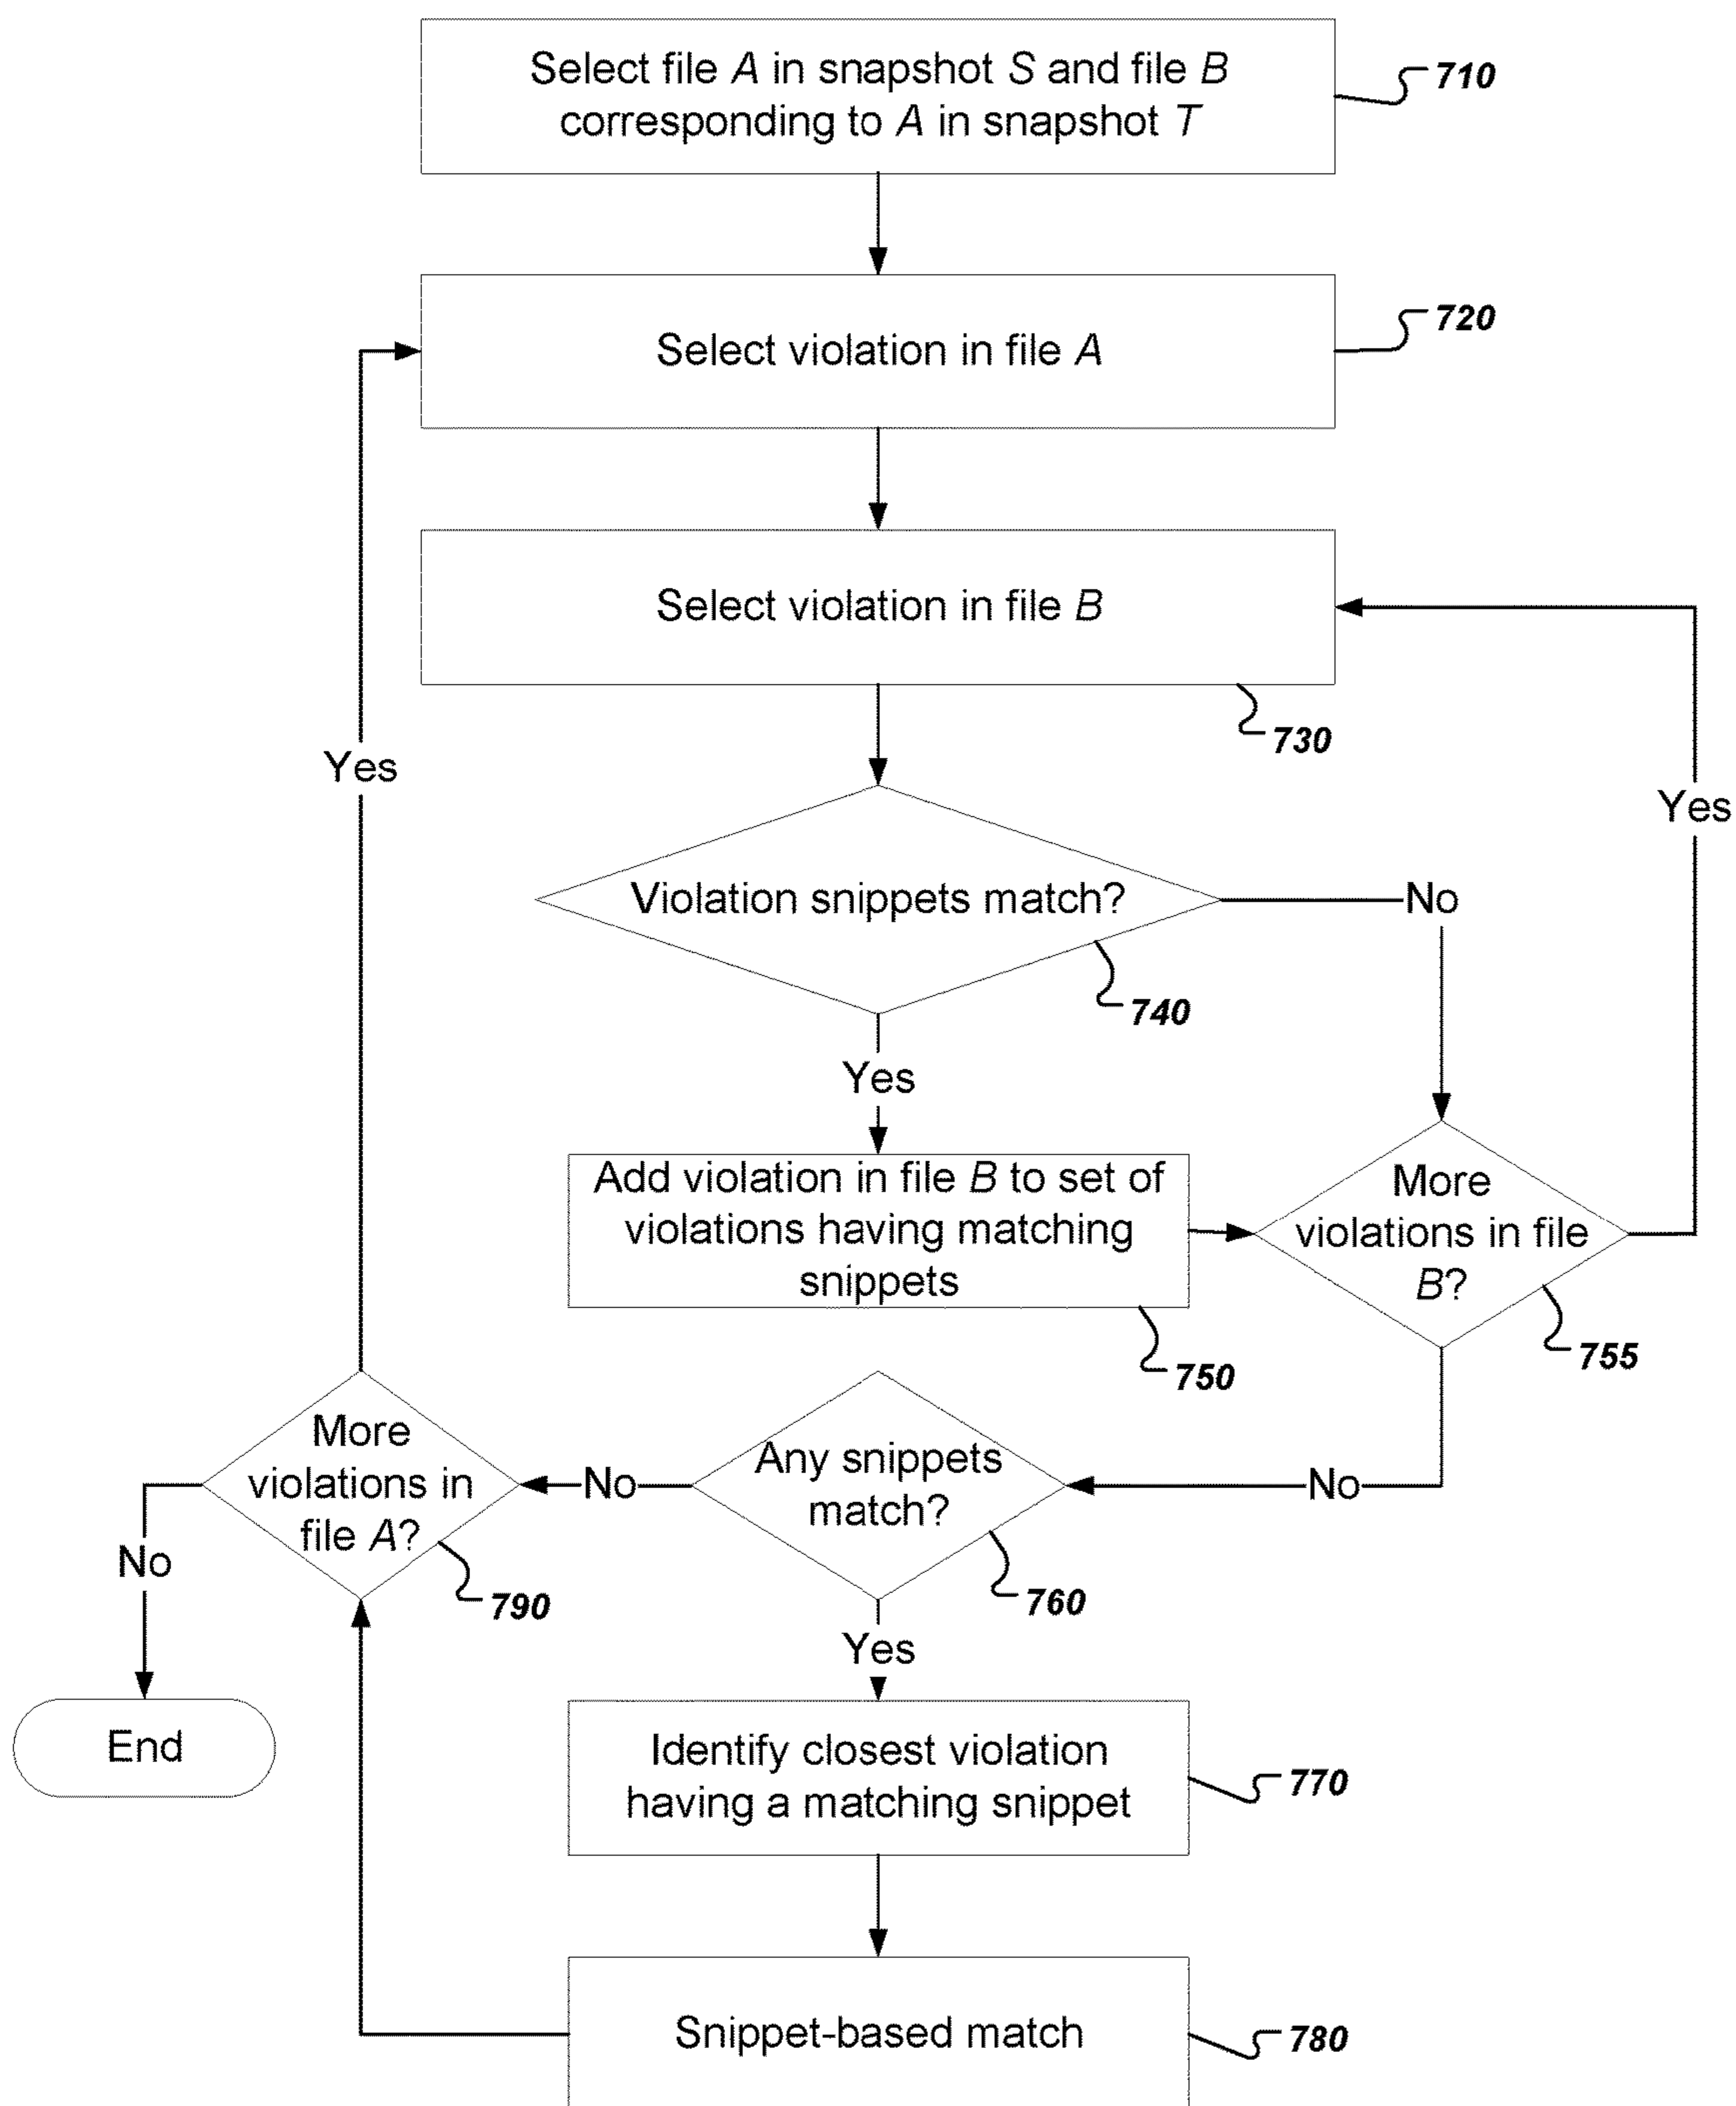 Select file A in snapshot S and file B
corresponding to A in snapshot T
710
Select violation in file A
720
Select violation in file B
730
Yes
Yes
Violation snippets match?
No
740
Yes
Add violation in file B to set of
violations having matching
snippets
750
More
violations in file
B?
755
More
violations in
file A?
790
No
Any snippets
match?
760
No
No
Yes
End
Identify closest violation
having a matching snippet
770
Snippet-based match
780